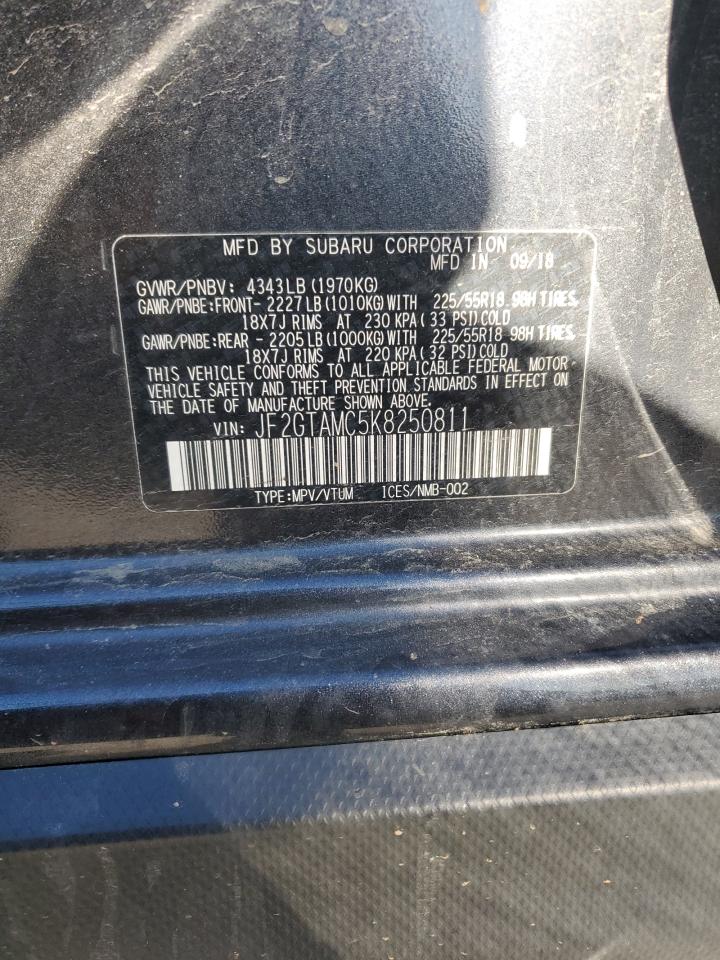 MFD BY SUBARU CORPORATION
MFD IN 09/18
GVWR/PNBV: 4343LB(1970KG)
GAWR/PNBE:FRONT- 2227LB(1010KG)WITH 225/55R18 98H TIRES,
18X7J RIMS AT 230 KPA(33 PSI)COLD
GAWR/PNBE:REAR - 2205LB(1000KG)WITH 225/55R18 98H TIRES,
18X7J RIMS AT 220 KPA(32 PSI)COLD
THIS VEHICLE CONFORMS TO ALL APPLICABLE FEDERAL MOTOR
VEHICLE SAFETY AND THEFT PREVENTION STANDARDS IN EFFECT ON
THE DATE OF MANUFACTURE SHOWN ABOVE.
VIN: JF2GTAMC5K8250811
TYPE:MPV/VTUM ICES/NMB-002